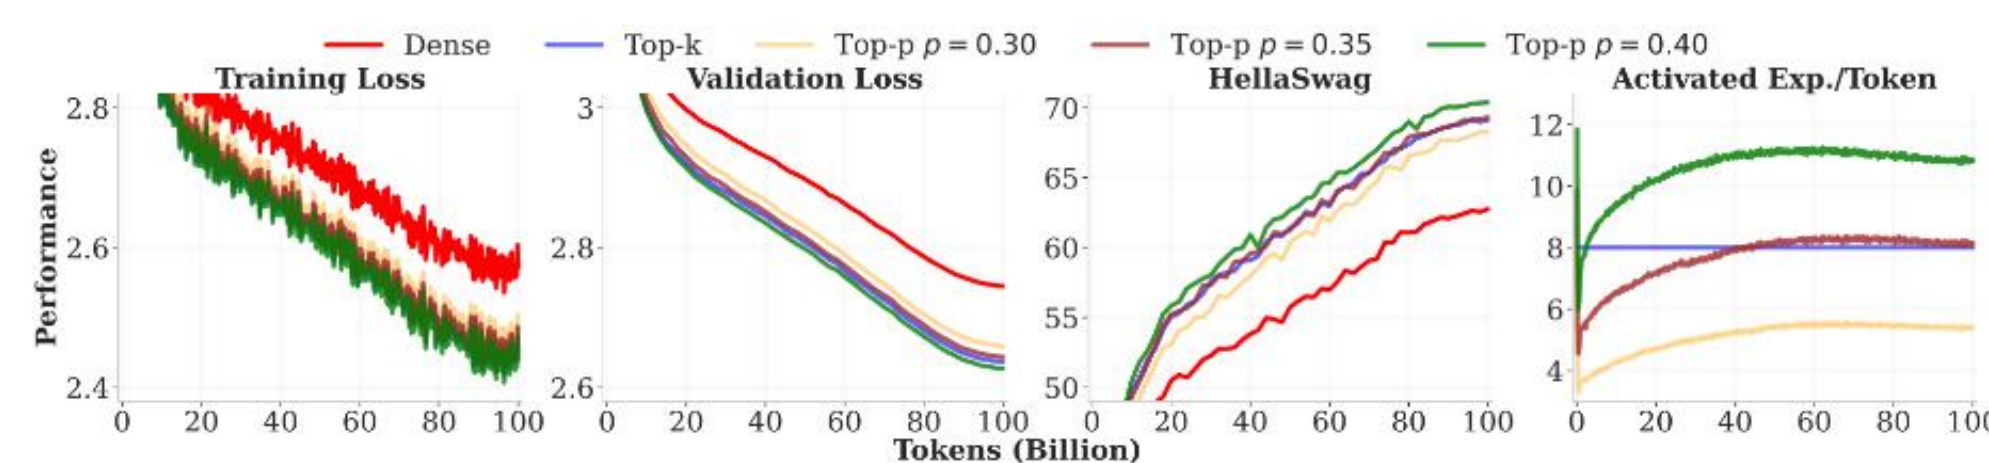 Dense Top-k Top-p p = 0.30 Top-p p = 0.35 Top-p p = 0.40
Training Loss Validation Loss HellaSwag Activated Exp./Token
Performance
2.8
2.6
2.4
0 20 40 60 80 100
3
2.8
2.6
0 20 40 60 80 100
70
65
60
55
50
0 20 40 60 80 100
12
10
8
6
4
0 20 40 60 80 100
Tokens (Billion)